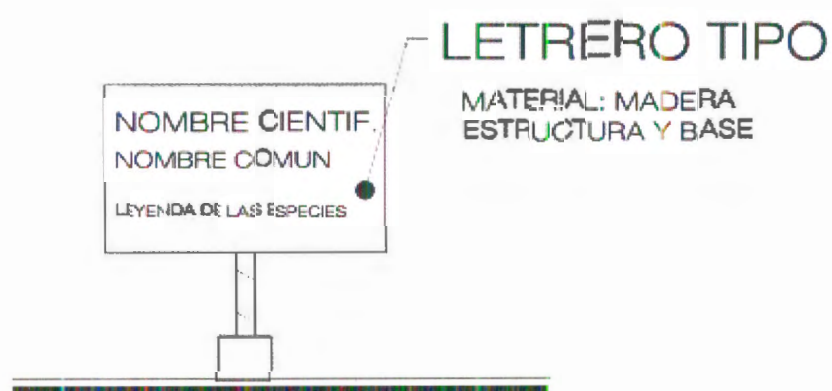 LETRERO TIPO
MATERIAL: MADERA
ESTRUCTURA Y BASE
NOMBRE CIENTIF.
NOMBRE COMUN
LEYENDA DE LAS ESPECIES